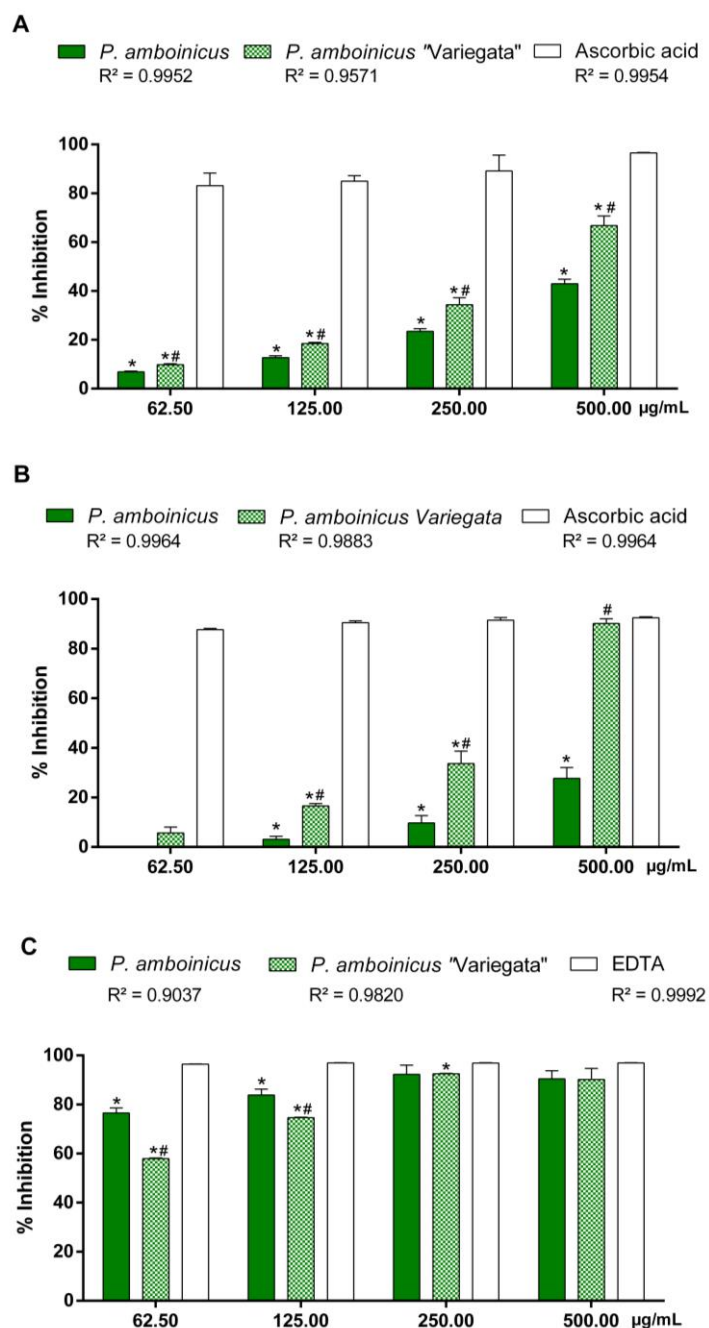 A
P. amboinicus P. amboinicus "Variegata" Ascorbic acid
R² = 0.9952 R² = 0.9571 R² = 0.9954
100
80
60
40
20
0
% Inhibition
* *# * *# * *# * *#
62.50 125.00 250.00 500.00 µg/mL
B
P. amboinicus P. amboinicus Variegata Ascorbic acid
R² = 0.9964 R² = 0.9883 R² = 0.9964
100
80
60
40
20
0
% Inhibition
* *# * *# * #
62.50 125.00 250.00 500.00 µg/mL
C
P. amboinicus P. amboinicus "Variegata" EDTA
R² = 0.9037 R² = 0.9820 R² = 0.9992
100
80
60
40
20
0
% Inhibition
* *# * *# *
62.50 125.00 250.00 500.00 µg/mL